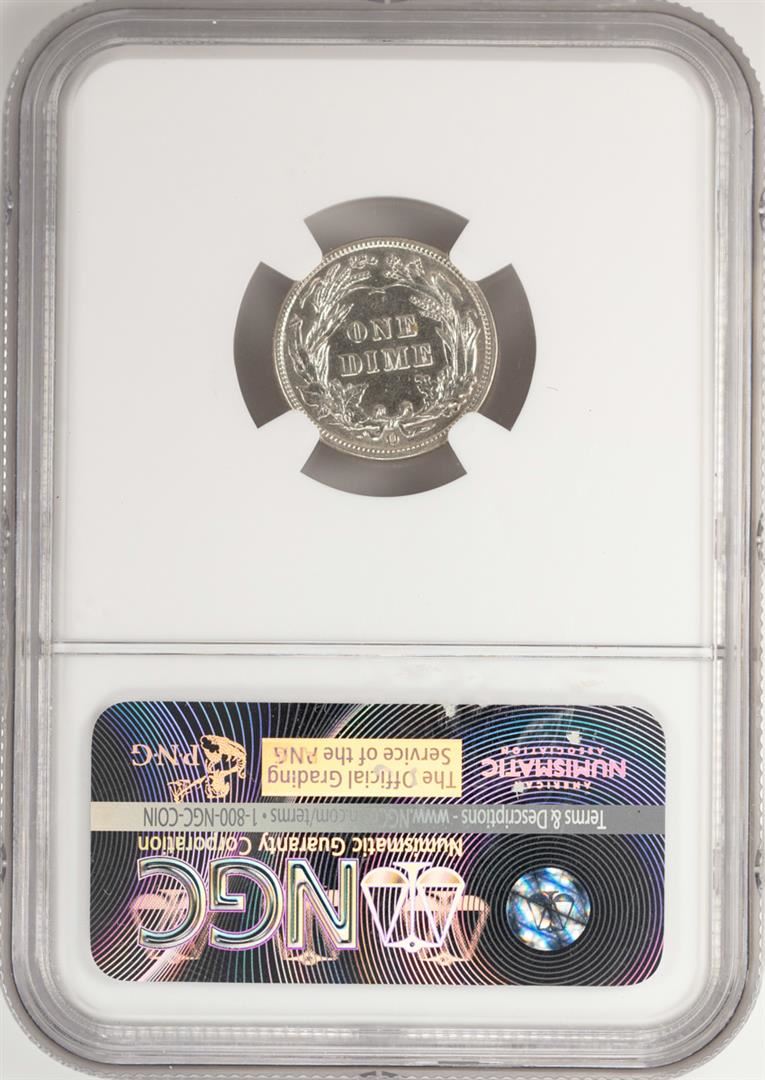 ONE
DIME
O
NGC
Numismatic Guaranty Corporation
Terms & Descriptions - www.NGCcoin.com/terms • 1-800-NGC-COIN
AMERICAN
NUMISMATIC
ASSOCIATION
The Official Grading
Service of the PNG
PNG